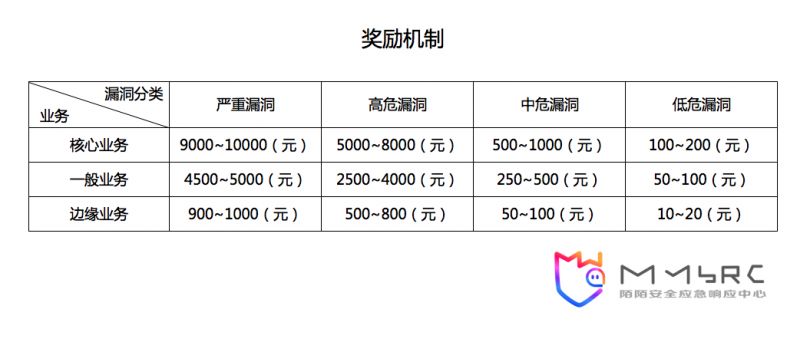 奖励机制
漏洞分类
业务
严重漏洞 高危漏洞 中危漏洞 低危漏洞
核心业务 9000~10000（元） 5000~8000（元） 500~1000（元） 100~200（元）
一般业务 4500~5000（元） 2500~4000（元） 250~500（元） 50~100（元）
边缘业务 900~1000（元） 500~800（元） 50~100（元） 10~20（元）
MMSRC
陌陌安全应急响应中心